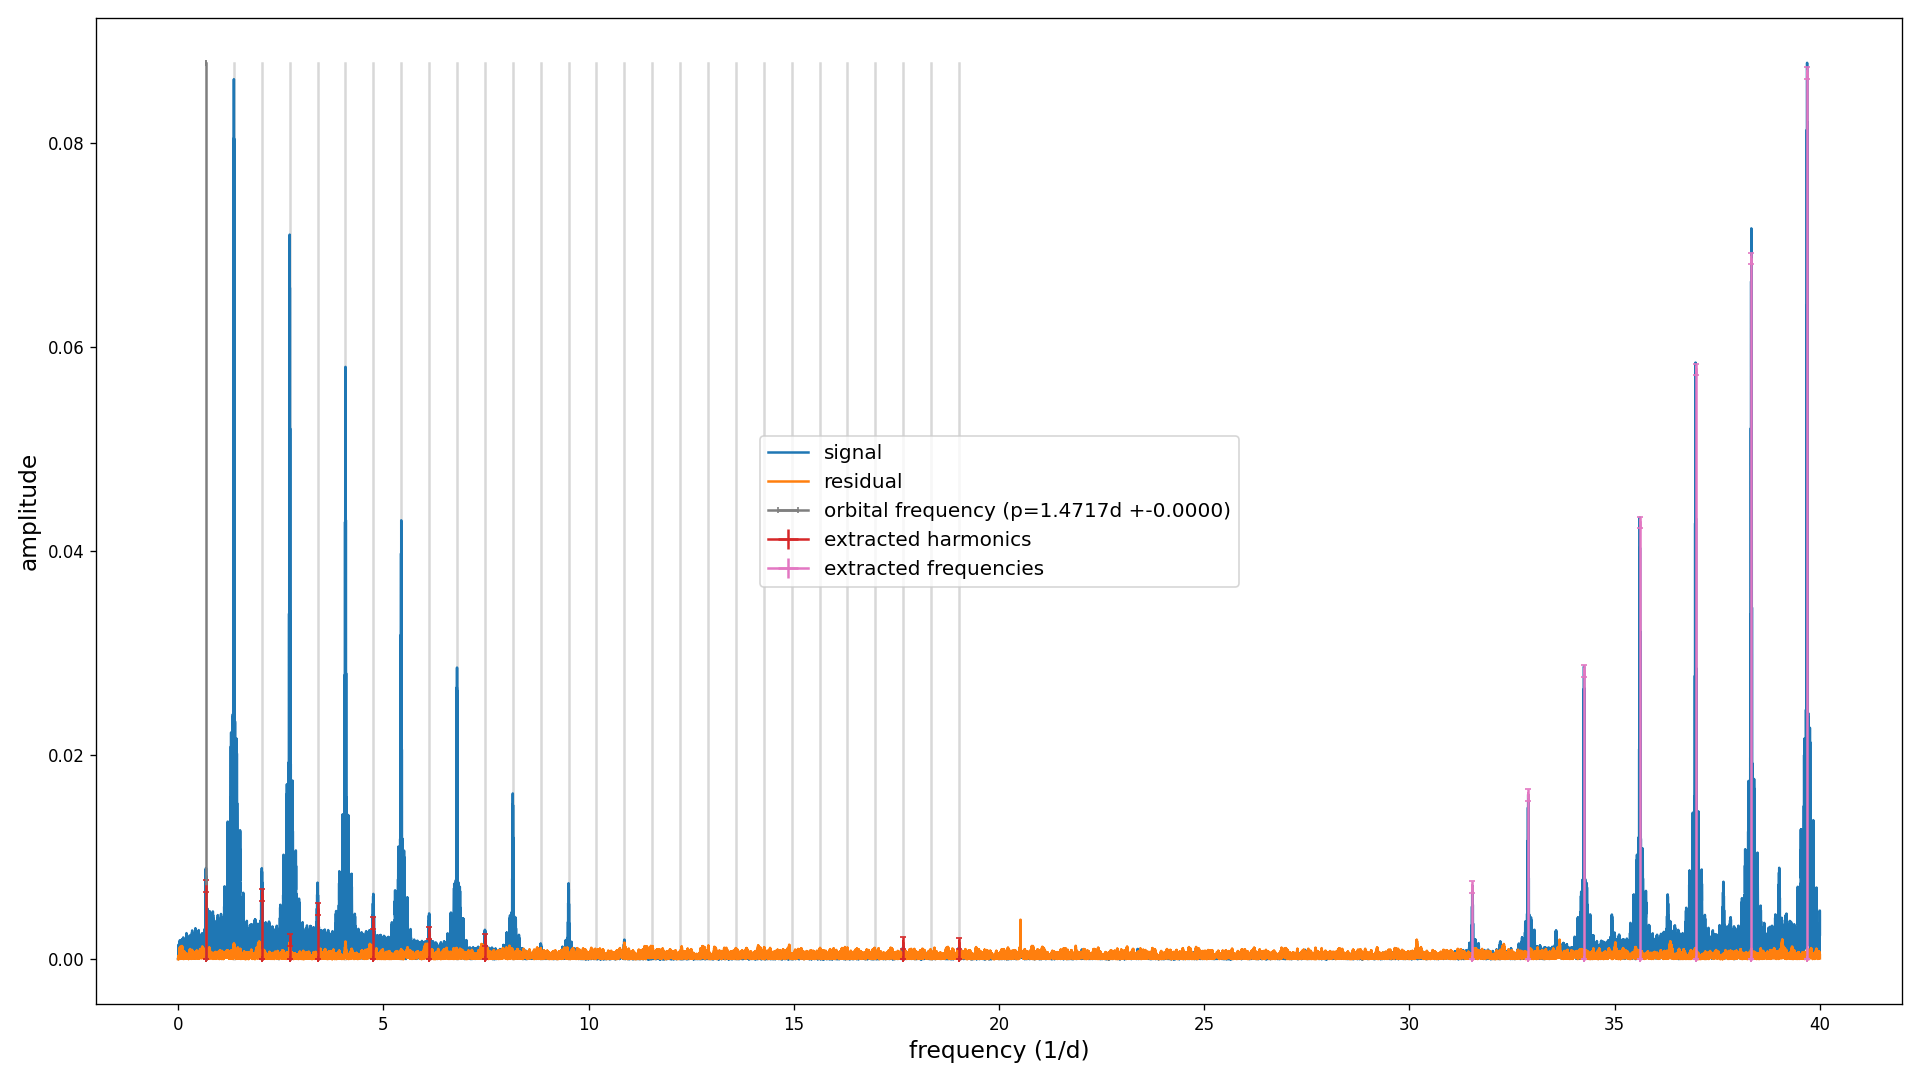 amplitude
0.08
0.06
0.04
0.02
0.00
signal
residual
orbital frequency (p=1.4717d +-0.0000)
extracted harmonics
extracted frequencies
0 5 10 15 20 25 30 35 40
frequency (1/d)